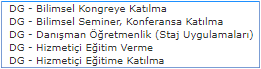 DG - Bilimsel Kongreye Katılma
DG - Bilimsel Seminer, Konferansa Katılma
DG - Danışman Öğretmenlik (Staj Uygulamaları)
DG - Hizmetiçi Eğitim Verme
DG - Hizmetiçi Eğitime Katılma